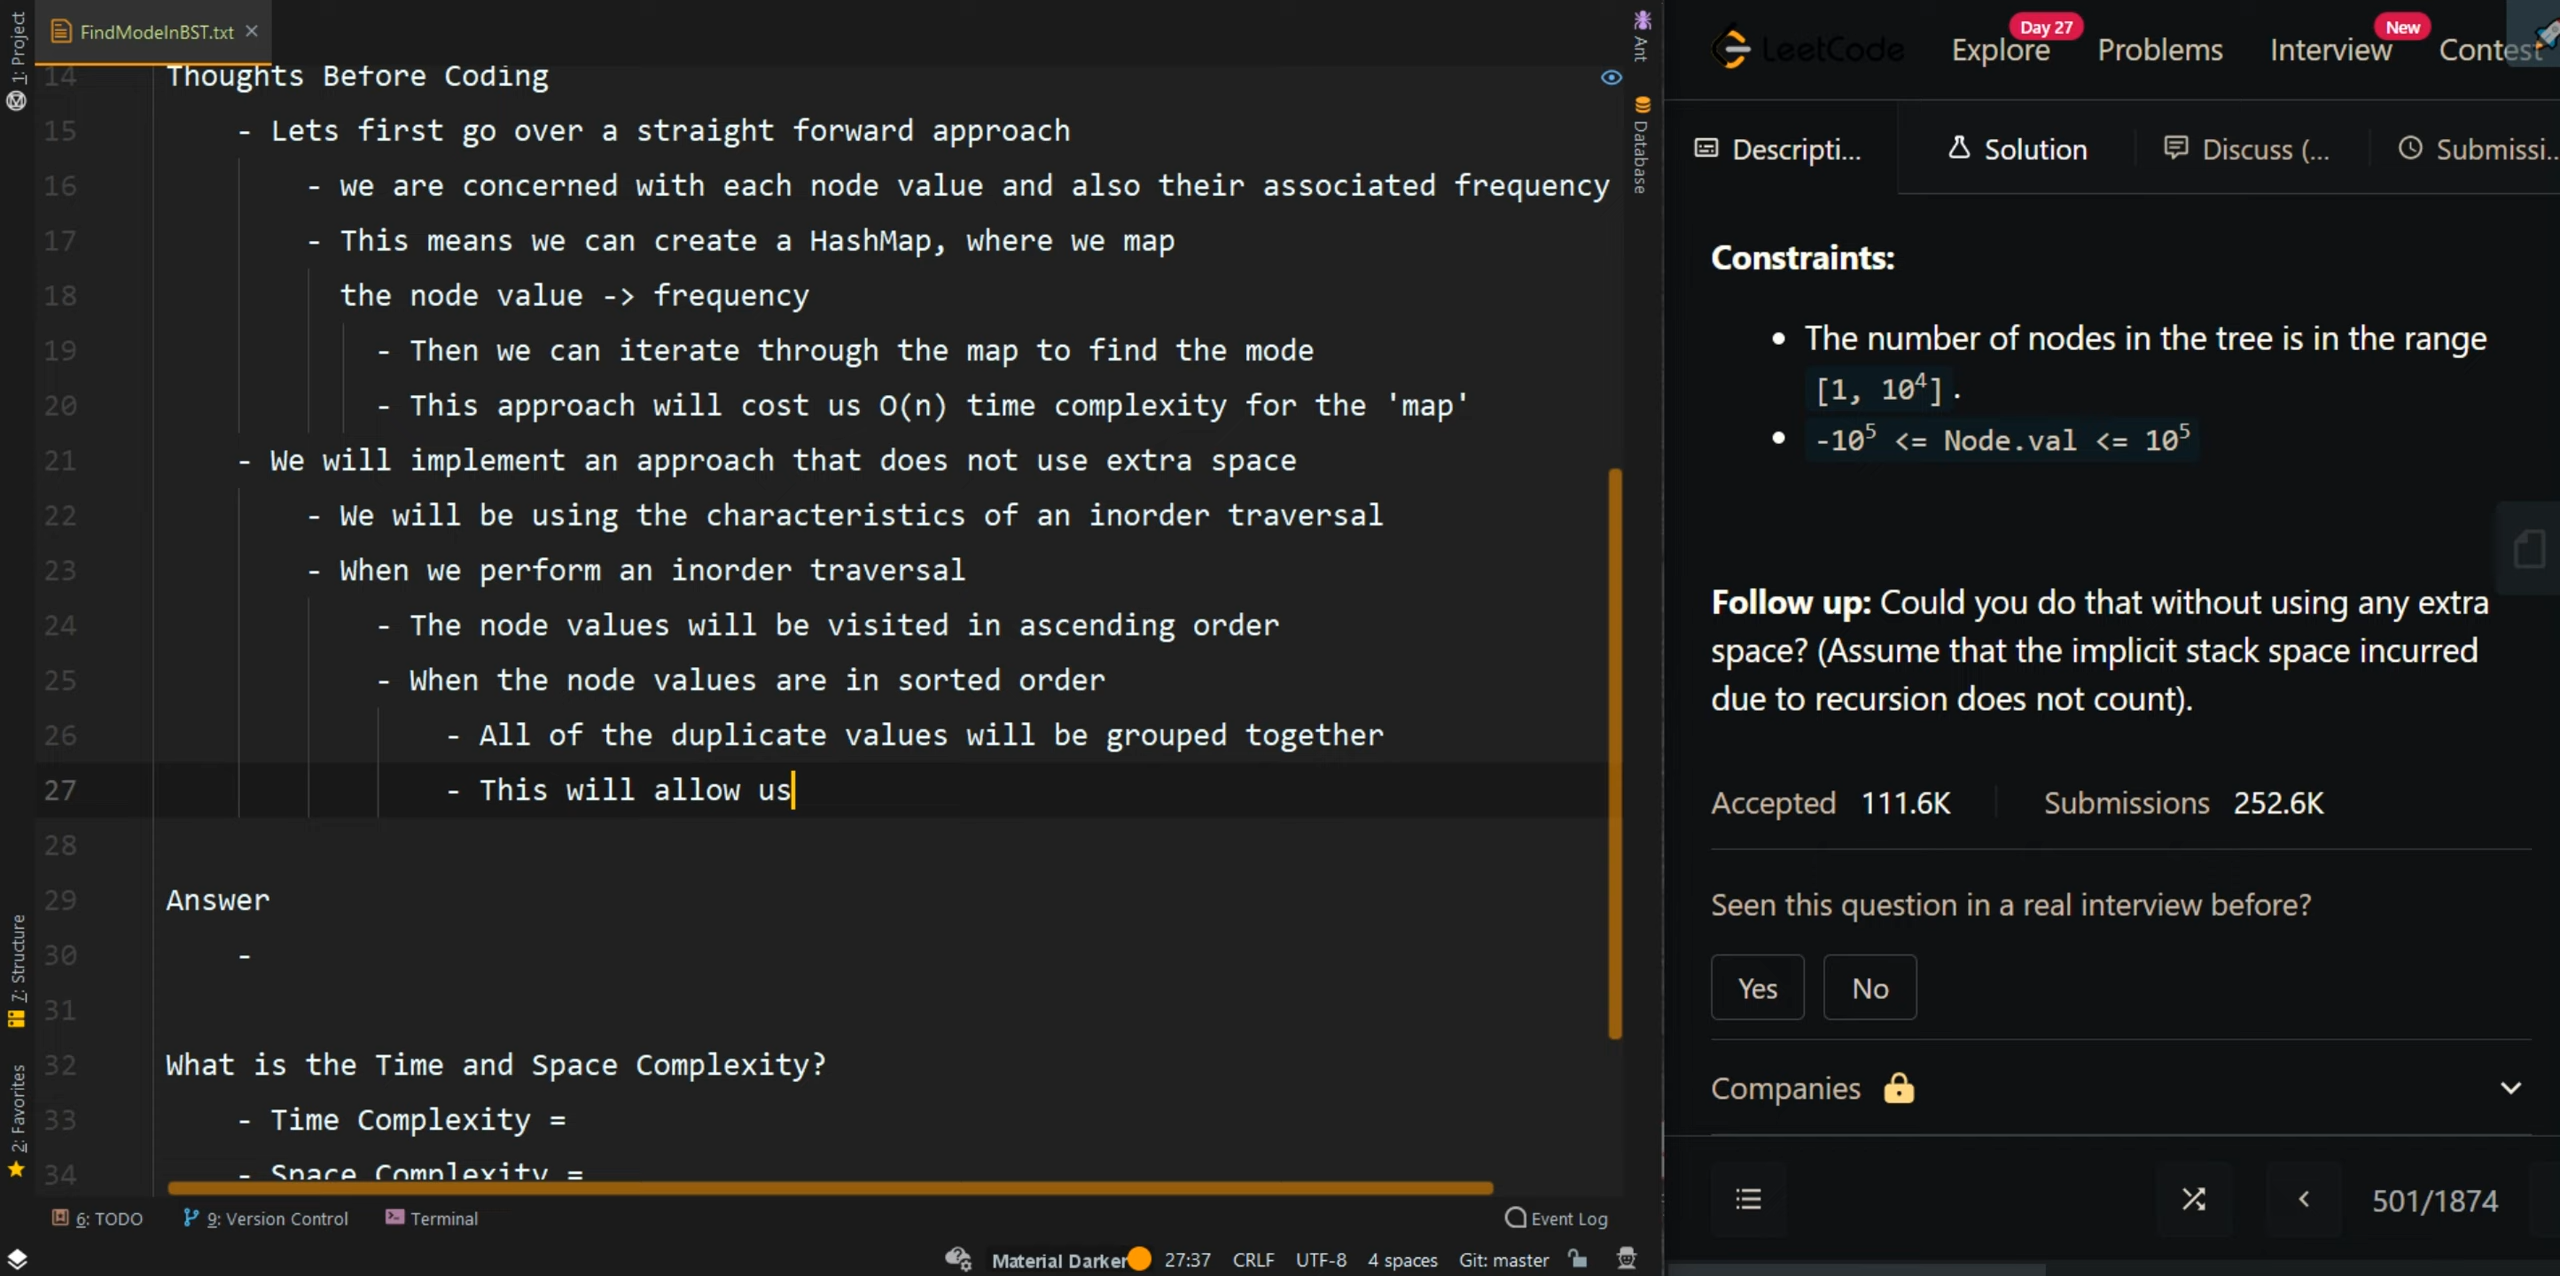 1: Project
FindModeInBST.txt
14 Thoughts Before Coding
15 - Lets first go over a straight forward approach
16 - we are concerned with each node value and also their associated frequency
17 - This means we can create a HashMap, where we map
18 the node value -> frequency
19 - Then we can iterate through the map to find the mode
20 - This approach will cost us O(n) time complexity for the 'map'
21 - We will implement an approach that does not use extra space
22 - We will be using the characteristics of an inorder traversal
23 - When we perform an inorder traversal
24 - The node values will be visited in ascending order
25 - When the node values are in sorted order
26 - All of the duplicate values will be grouped together
27 - This will allow us
28
29 Answer
30 -
31
32 What is the Time and Space Complexity?
33 - Time Complexity =
34 - Space Complexity =
7: Structure
2: Favorites
Ant
Database
6: TODO 9: Version Control Terminal Event Log
Material Darker 27:37 CRLF UTF-8 4 spaces Git: master
LeetCode Explore Problems Interview Contest
Day 27 New
Descripti... Solution Discuss (... Submissi...
Constraints:
The number of nodes in the tree is in the range
[1, 10⁴].
-10⁵ <= Node.val <= 10⁵
Follow up: Could you do that without using any extra
space? (Assume that the implicit stack space incurred
due to recursion does not count).
Accepted 111.6K Submissions 252.6K
Seen this question in a real interview before?
Yes No
Companies
501/1874